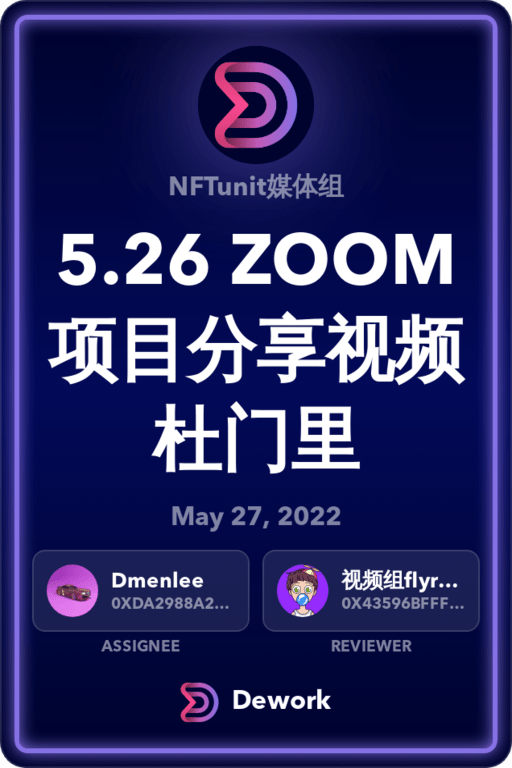 NFTunit媒体组
5.26 ZOOM
项目分享视频
杜门里
May 27, 2022
Dmenlee
0XDA2988A2...
ASSIGNEE
视频组flyr...
0X43596BFFF...
REVIEWER
Dework